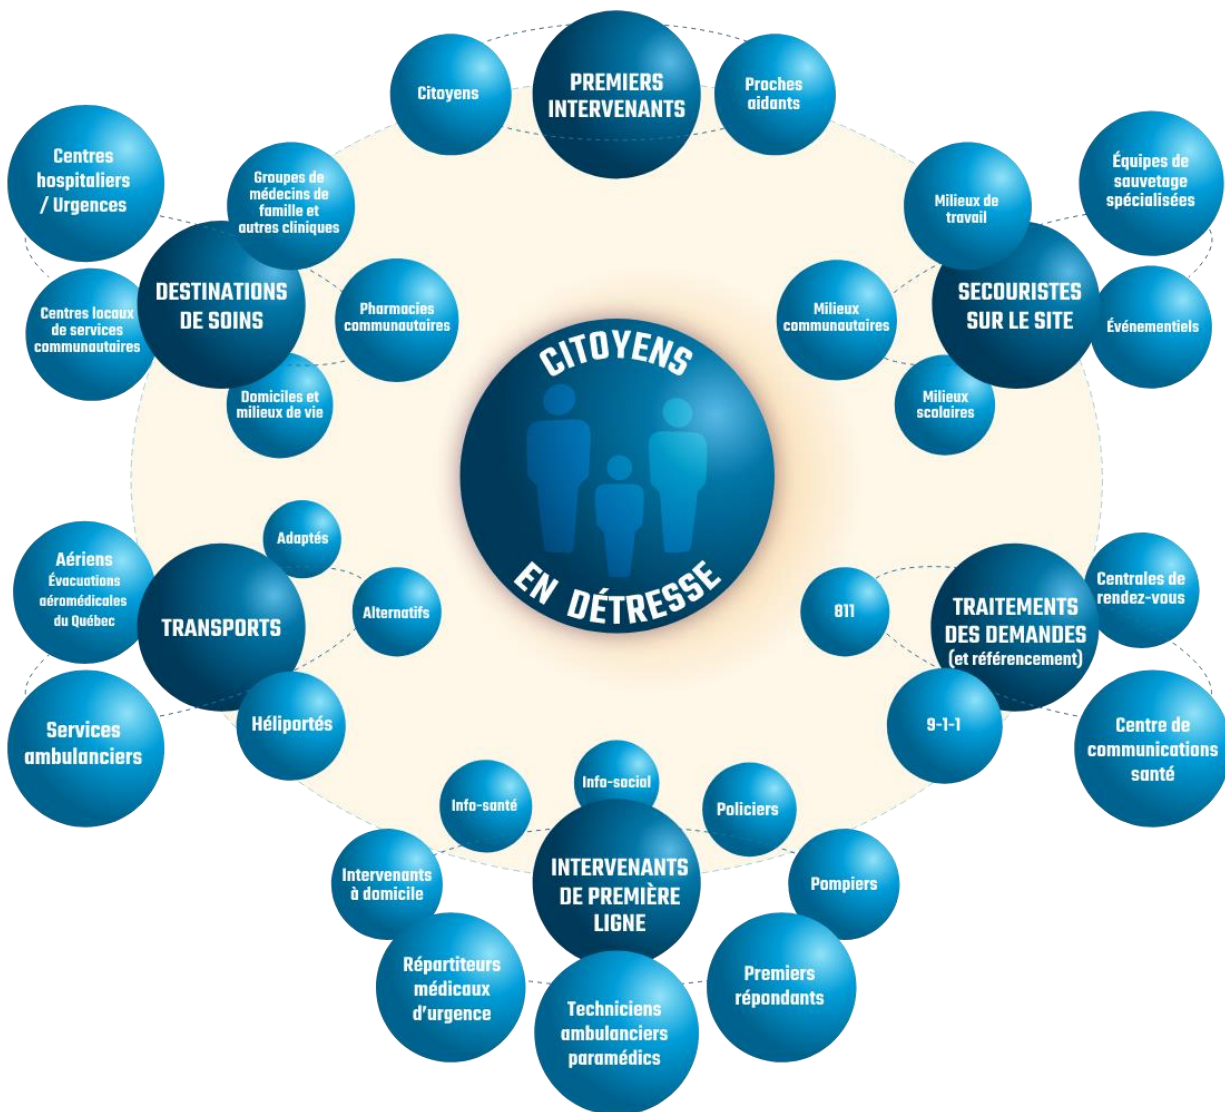 PREMIERS
INTERVENANTS
Citoyens
Proches
aidants
SECOURISTES
SUR LE SITE
Milieux de
travail
Équipes de
sauvetage
spécialisées
Événementiels
Milieux
communautaires
Milieux
scolaires
TRAITEMENTS
DES DEMANDES
(et référencement)
Centrales de
rendez-vous
811
9-1-1
Centre de
communications
santé
INTERVENANTS
DE PREMIÈRE
LIGNE
Info-santé
Info-social
Policiers
Intervenants
à domicile
Pompiers
Répartiteurs
médicaux
d'urgence
Techniciens
ambulanciers
paramédics
Premiers
répondants
TRANSPORTS
Adaptés
Aériens
Évacuations
aéromédicales
du Québec
Alternatifs
Services
ambulanciers
Héliportés
DESTINATIONS
DE SOINS
Centres
hospitaliers
/ Urgences
Groupes de
médecins de
famille et
autres cliniques
Centres locaux
de services
communautaires
Pharmacies
communautaires
Domiciles et
milieux de vie
CITOYENS
EN DÉTRESSE